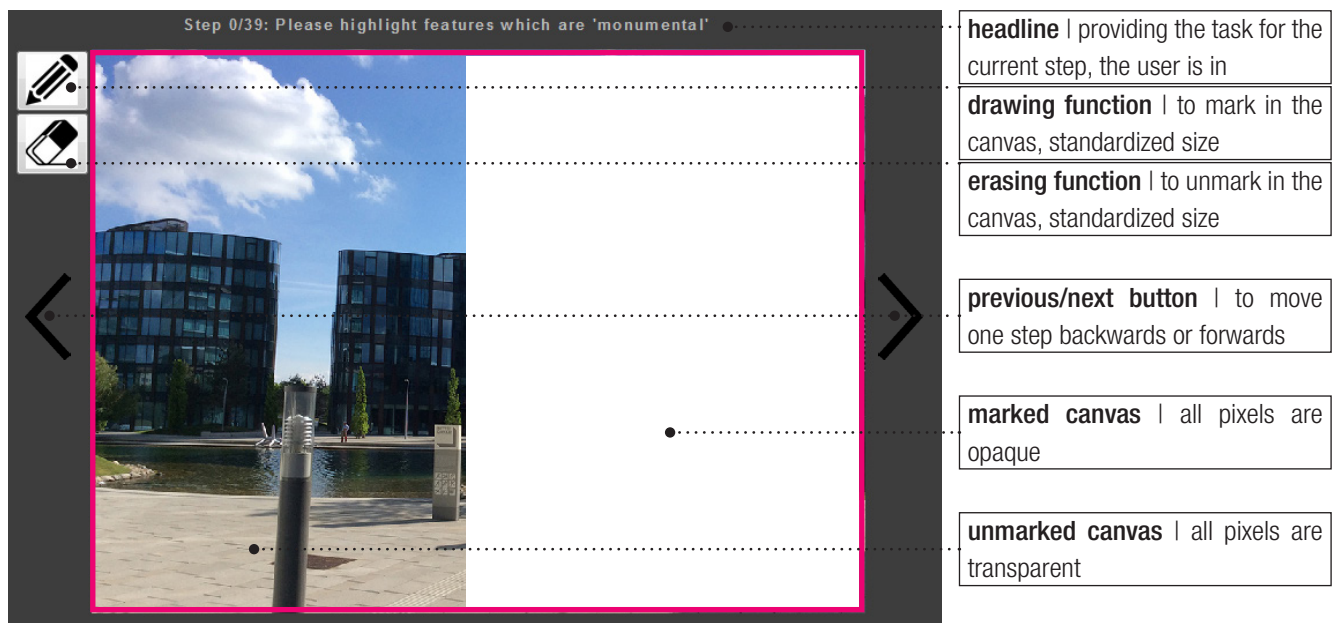 Step 0/39: Please highlight features which are 'monumental'
headline | providing the task for the
current step, the user is in
drawing function | to mark in the
canvas, standardized size
erasing function | to unmark in the
canvas, standardized size
previous/next button | to move
one step backwards or forwards
marked canvas | all pixels are
opaque
unmarked canvas | all pixels are
transparent